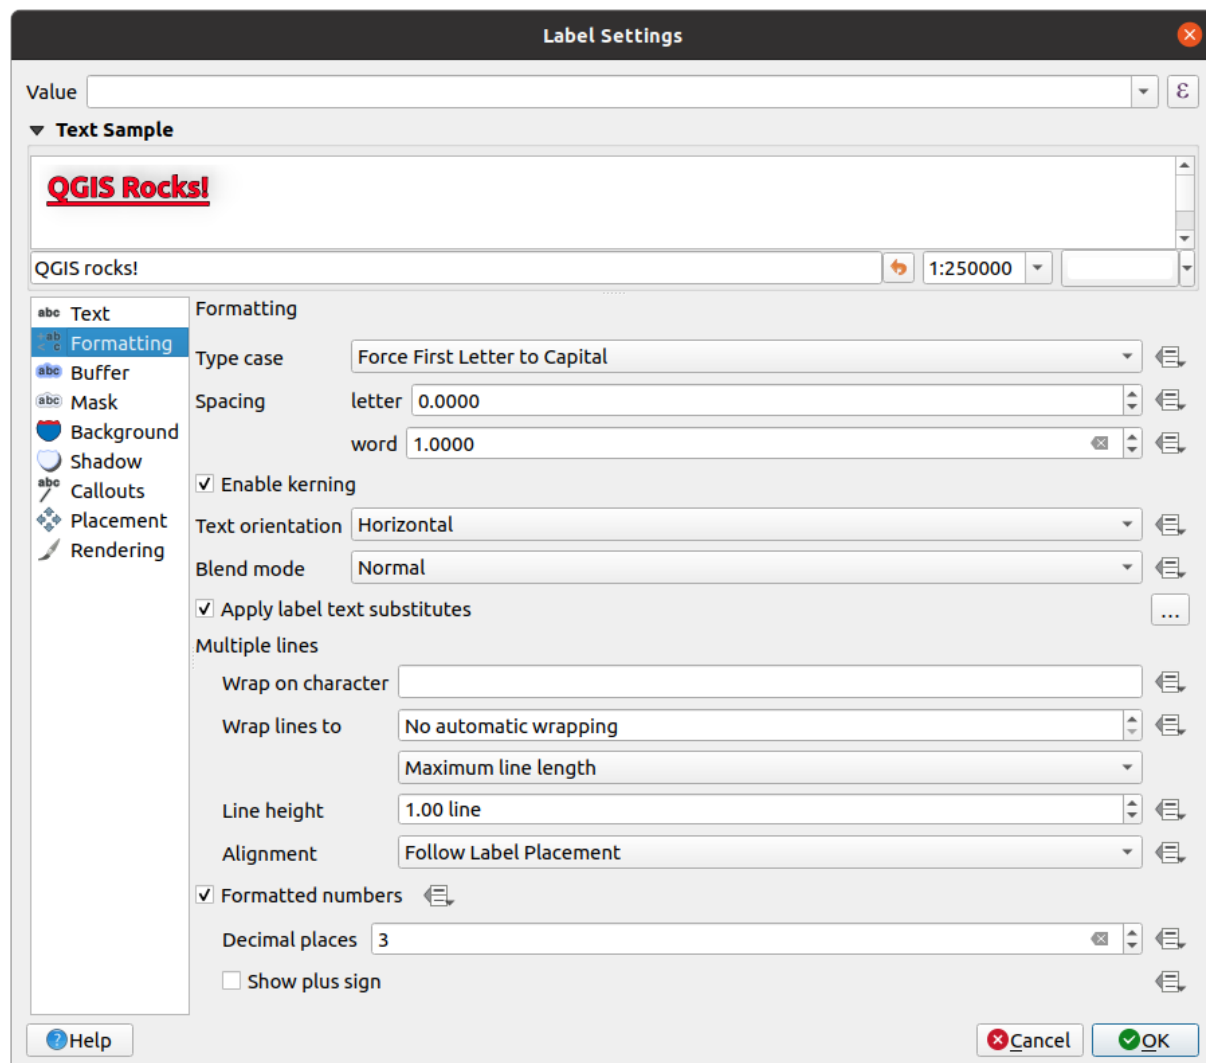 Label Settings
Value
ε
Text Sample
QGIS Rocks!
QGIS rocks!
1:250000
abc Text
Formatting
abc Buffer
abc Mask
Background
Shadow
abc Callouts
Placement
Rendering
Formatting
Type case Force First Letter to Capital
Spacing letter 0.0000
word 1.0000
Enable kerning
Text orientation Horizontal
Blend mode Normal
Apply label text substitutes ...
Multiple lines
Wrap on character
Wrap lines to No automatic wrapping
Maximum line length
Line height 1.00 line
Alignment Follow Label Placement
Formatted numbers
Decimal places 3
Show plus sign
Help
Cancel
OK